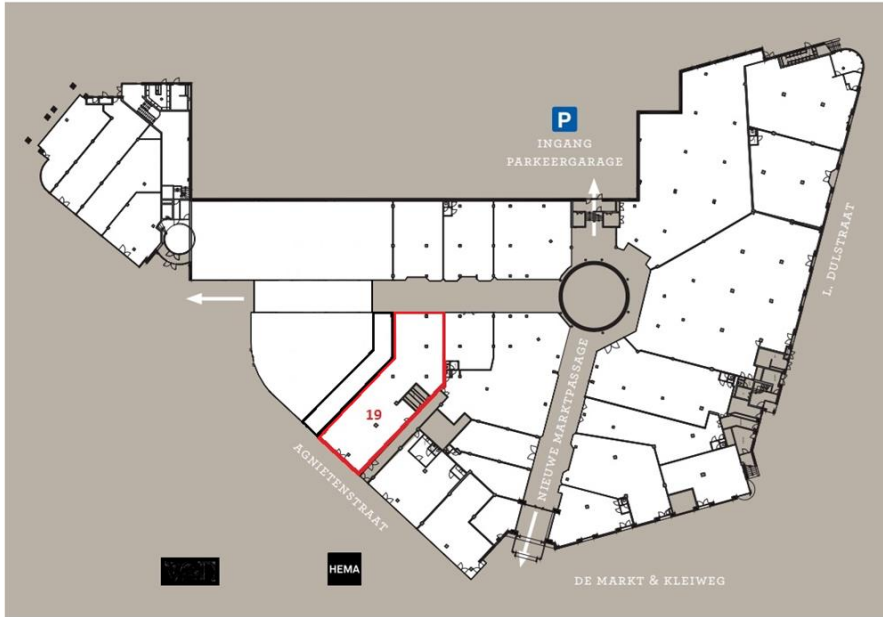 P
INGANG
PARKEERGARAGE
L. DULSTRAAT
NIEUWE MARKTPASSAGE
19
AGNIETENSTRAAT
HEMA
DE MARKT & KLEIWEG